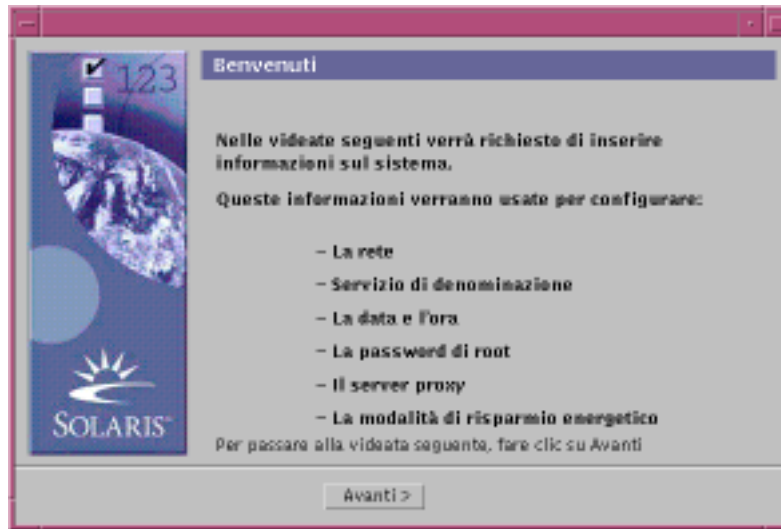 123
Benvenuti
Nelle videate seguenti verrà richiesto di inserire
informazioni sul sistema.
Queste informazioni verranno usate per configurare:
– La rete
– Servizio di denominazione
– La data e l'ora
– La password di root
– Il server proxy
– La modalità di risparmio energetico
Per passare alla videata seguente, fare clic su Avanti
SOLARIS™
Avanti >